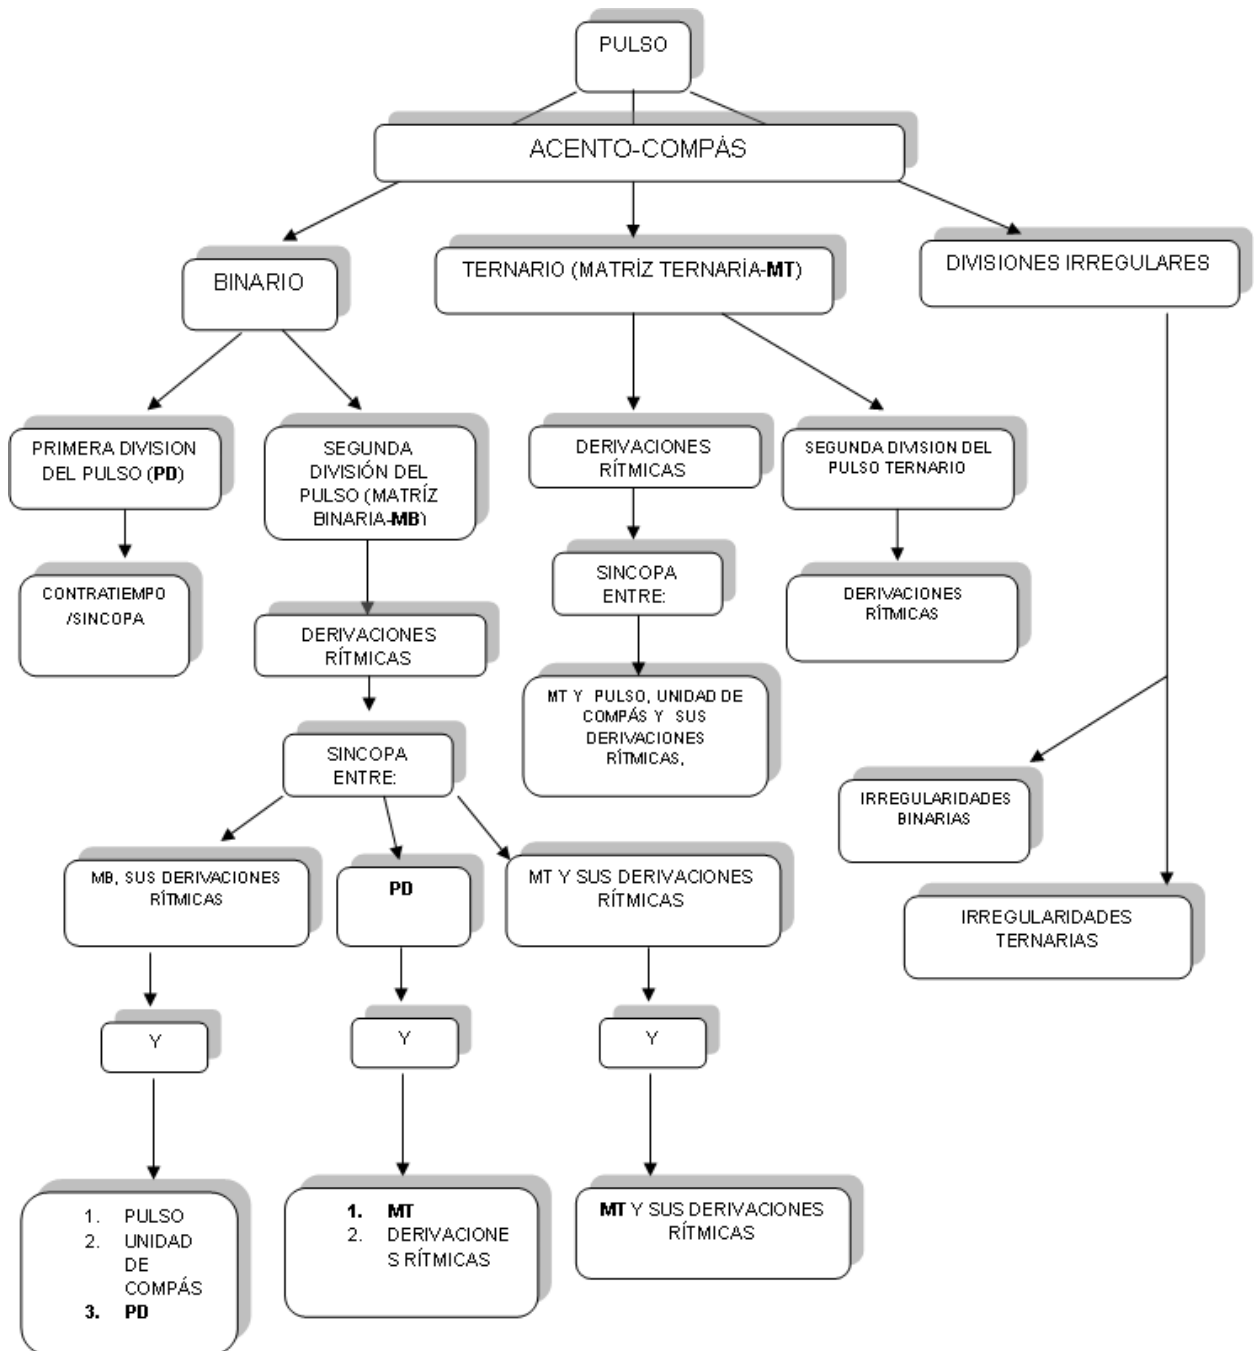 PULSO
ACENTO-COMPÁS
BINARIO
TERNARIO (MATRÍZ TERNARÍA-MT)
DIVISIONES IRREGULARES
PRIMERA DIVISION
DEL PULSO (PD)
SEGUNDA
DIVISIÓN DEL
PULSO (MATRÍZ
BINARIA-MB)
DERIVACIONES
RÍTMICAS
SEGUNDA DIVISION DEL
PULSO TERNARIO
CONTRATIEMPO
/SINCOPA
DERIVACIONES
RÍTMICAS
SINCOPA
ENTRE:
DERIVACIONES
RÍTMICAS
MT Y PULSO, UNIDAD DE
COMPÁS Y SUS
DERIVACIONES
RÍTMICAS,
SINCOPA
ENTRE:
IRREGULARIDADES
BINARIAS
MB, SUS DERIVACIONES
RÍTMICAS
PD
MT Y SUS DERIVACIONES
RÍTMICAS
IRREGULARIDADES
TERNARIAS
Y
Y
Y
1. PULSO
2. UNIDAD
DE
COMPÁS
3. PD
1. MT
2. DERIVACIONE
S RÍTMICAS
MT Y SUS DERIVACIONES
RÍTMICAS